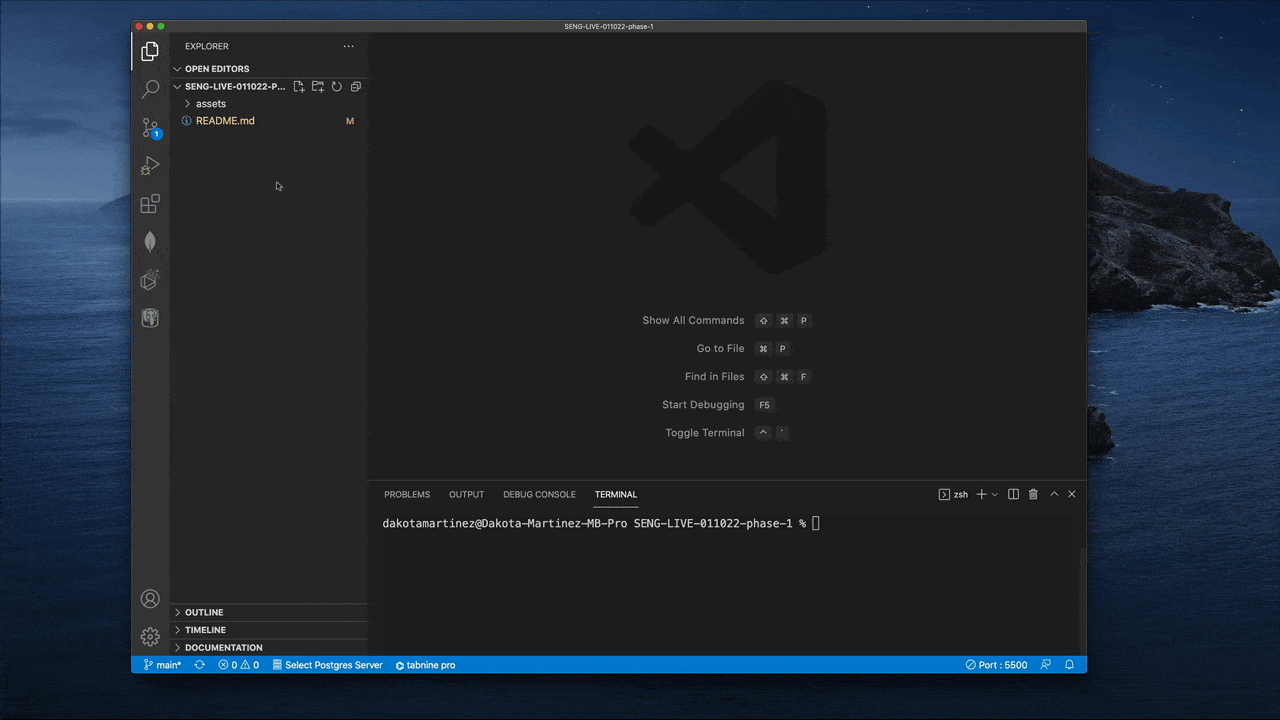 SENG-LIVE-011022-phase-1
EXPLORER
OPEN EDITORS
SENG-LIVE-011022-P...
assets
README.md M
1
Show All Commands ⇧ ⌘ P
Go to File ⌘ P
Find in Files ⇧ ⌘ F
Start Debugging F5
Toggle Terminal ^ `
PROBLEMS OUTPUT DEBUG CONSOLE TERMINAL zsh
dakotamartinez@Dakota-Martinez-MB-Pro SENG-LIVE-011022-phase-1 %
OUTLINE
TIMELINE
DOCUMENTATION
main* 0 0 Select Postgres Server tabnine pro Port : 5500